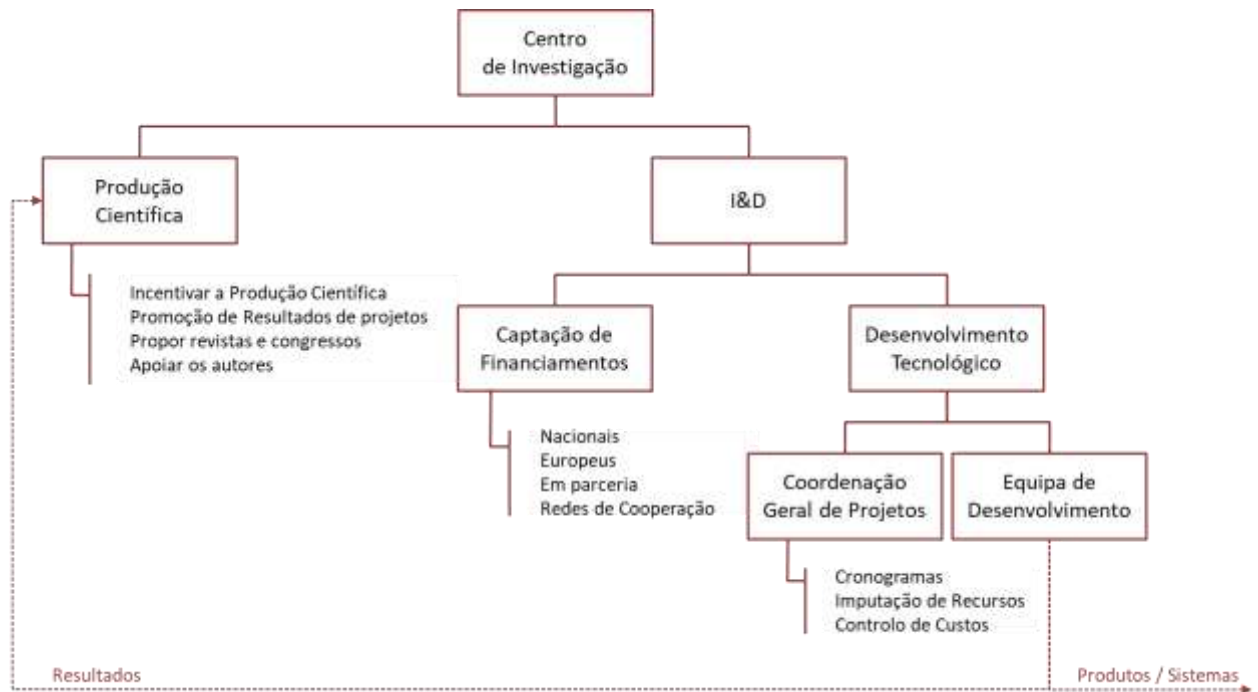 Centro
de Investigação
Produção
Científica
I&D
Incentivar a Produção Científica
Promoção de Resultados de projetos
Propor revistas e congressos
Apoiar os autores
Captação de
Financiamentos
Desenvolvimento
Tecnológico
Nacionais
Europeus
Em parceria
Redes de Cooperação
Coordenação
Geral de Projetos
Equipa de
Desenvolvimento
Cronogramas
Imputação de Recursos
Controlo de Custos
Resultados
Produtos / Sistemas